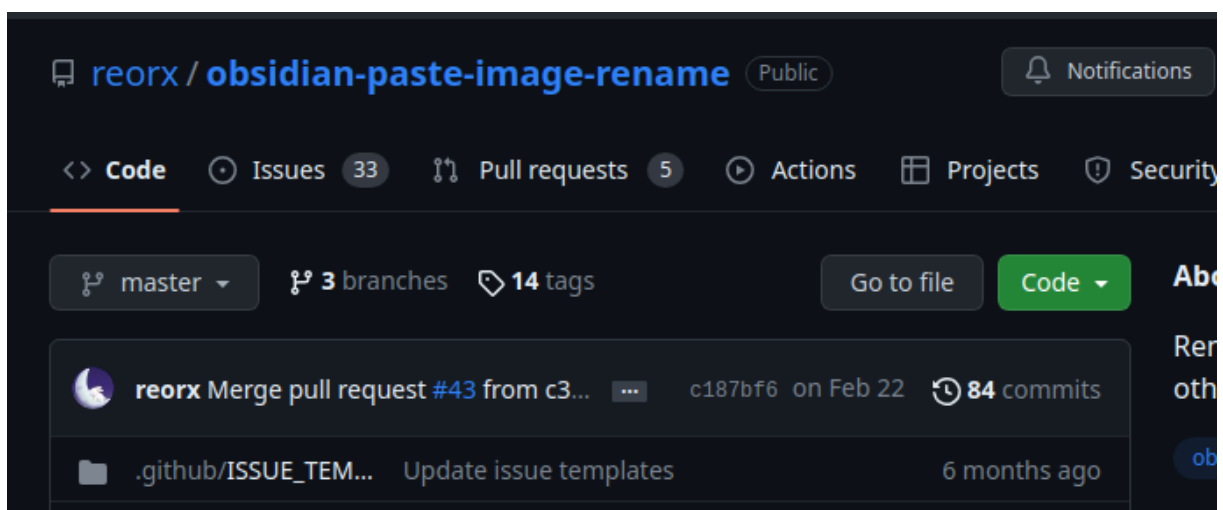 reorx / obsidian-paste-image-rename Public Notifications
Code Issues 33 Pull requests 5 Actions Projects Security
master 3 branches 14 tags Go to file Code
reorx Merge pull request #43 from c3... ... c187bf6 on Feb 22 84 commits
.github/ISSUE_TEM... Update issue templates 6 months ago